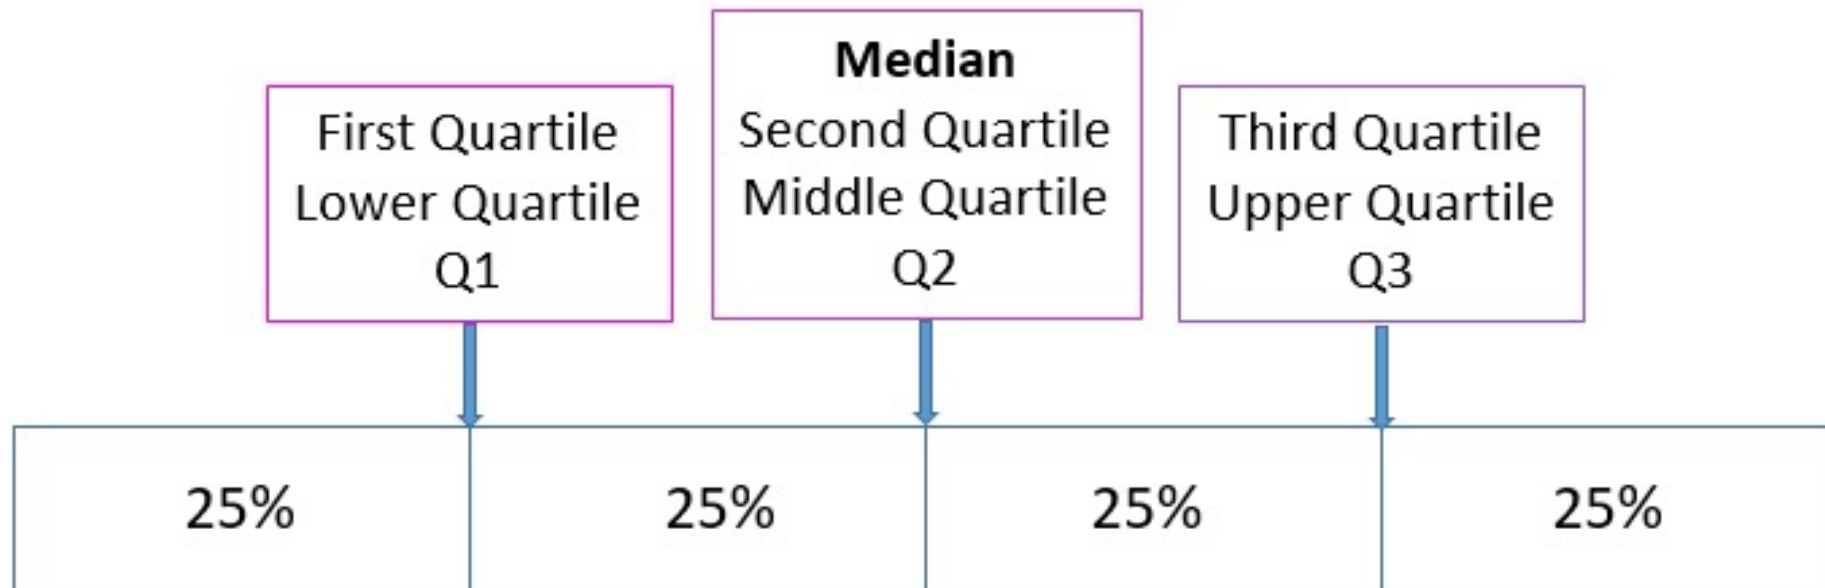 First Quartile
Lower Quartile
Q1
Median
Second Quartile
Middle Quartile
Q2
Third Quartile
Upper Quartile
Q3
25%
25%
25%
25%